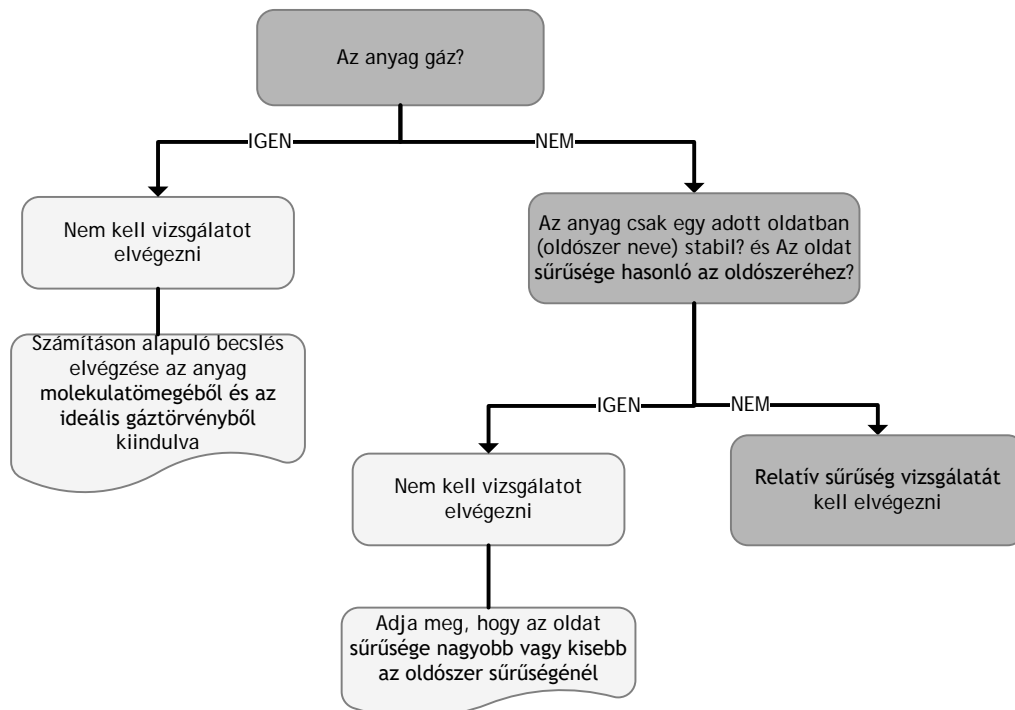 Az anyag gáz?
IGEN
NEM
Nem kell vizsgálatot
elvégezni
Az anyag csak egy adott oldatban
(oldószer neve) stabil? és Az oldat
sűrűsége hasonló az oldószeréhez?
Számításon alapuló becslés
elvégzése az anyag
molekulatömegéből és az
ideális gáztörvényből
kiindulva
IGEN
NEM
Nem kell vizsgálatot
elvégezni
Relatív sűrűség vizsgálatát
kell elvégezni
Adja meg, hogy az oldat
sűrűsége nagyobb vagy kisebb
az oldószer sűrűségénél